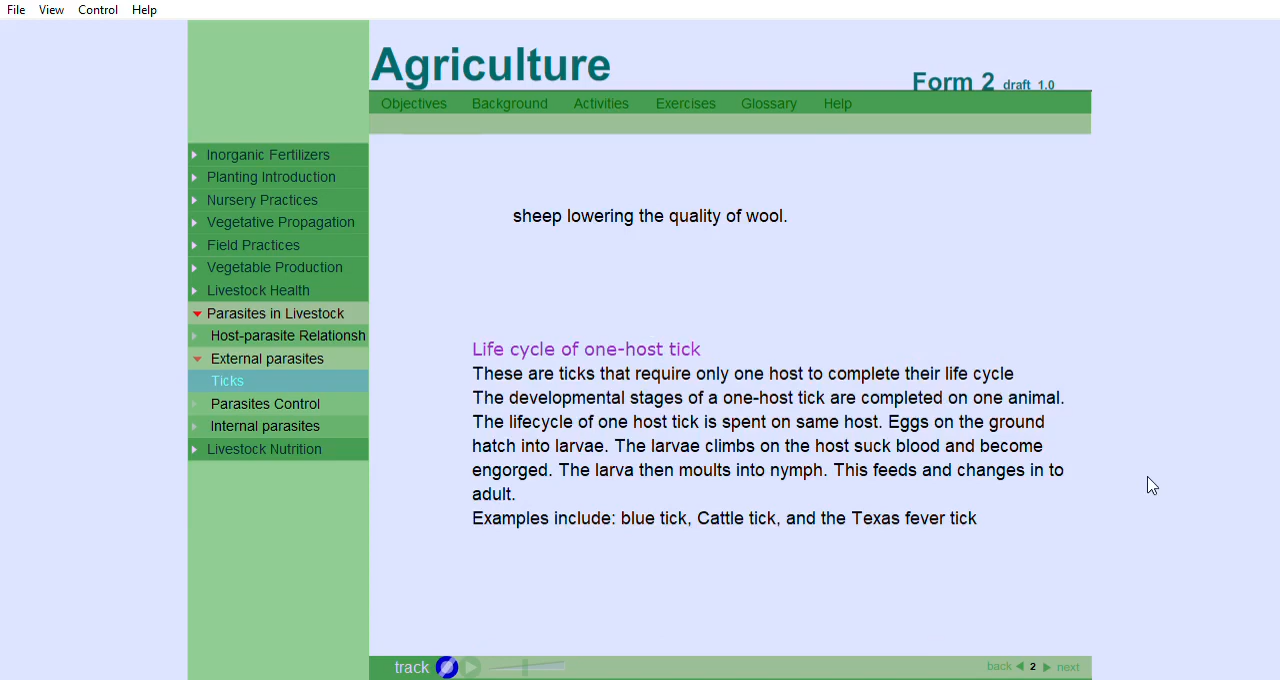 File View Control Help
Agriculture
Form 2 draft 1.0
Objectives Background Activities Exercises Glossary Help
Inorganic Fertilizers
Planting Introduction
Nursery Practices
Vegetative Propagation
Field Practices
Vegetable Production
Livestock Health
Parasites in Livestock
Host-parasite Relationsh
External parasites
Ticks
Parasites Control
Internal parasites
Livestock Nutrition
sheep lowering the quality of wool.
Life cycle of one-host tick
These are ticks that require only one host to complete their life cycle
The developmental stages of a one-host tick are completed on one animal.
The lifecycle of one host tick is spent on same host. Eggs on the ground
hatch into larvae. The larvae climbs on the host suck blood and become
engorged. The larva then moults into nymph. This feeds and changes in to
adult.
Examples include: blue tick, Cattle tick, and the Texas fever tick
track
back 2 next